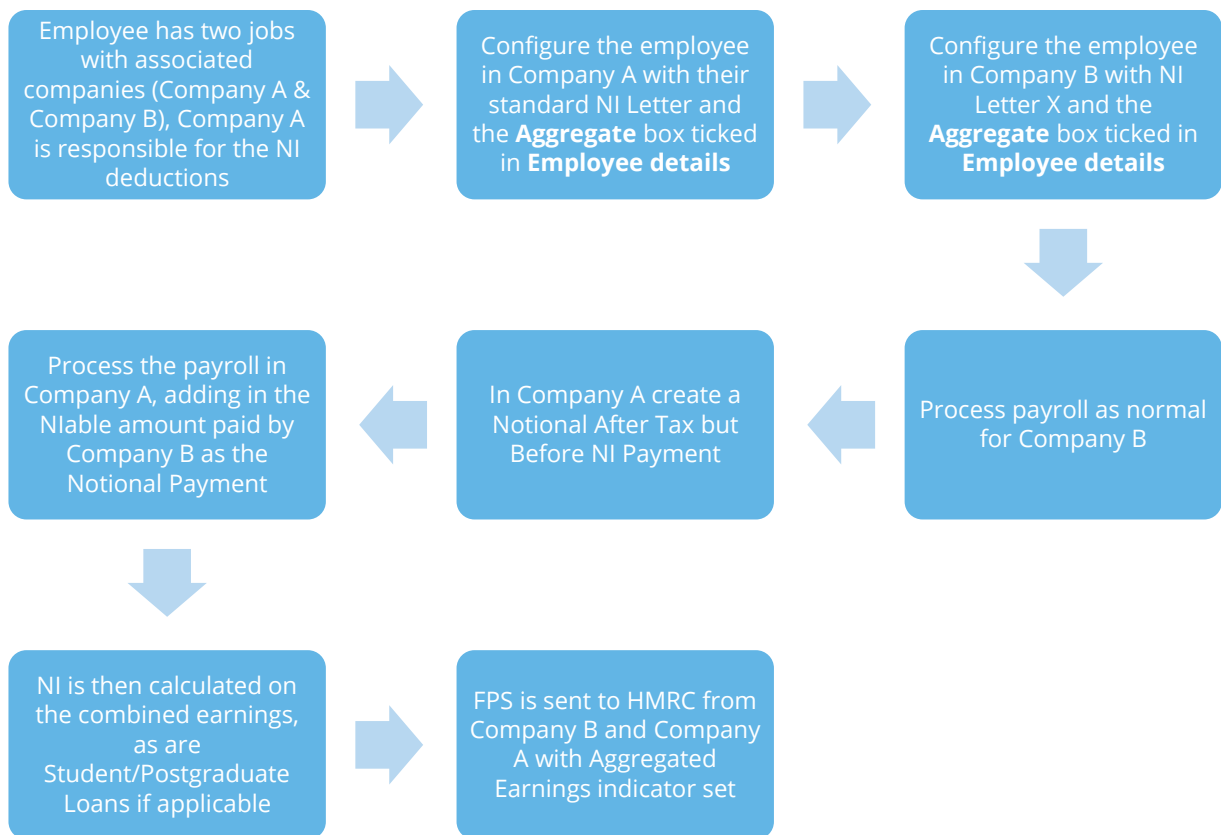 Employee has two jobs
with associated
companies (Company A &
Company B), Company A
is responsible for the NI
deductions
Configure the employee
in Company A with their
standard NI Letter and
the Aggregate box ticked
in Employee details
Configure the employee
in Company B with NI
Letter X and the
Aggregate box ticked in
Employee details
Process payroll as normal
for Company B
In Company A create a
Notional After Tax but
Before NI Payment
Process the payroll in
Company A, adding in the
NIable amount paid by
Company B as the
Notional Payment
NI is then calculated on
the combined earnings,
as are
Student/Postgraduate
Loans if applicable
FPS is sent to HMRC from
Company B and Company
A with Aggregated
Earnings indicator set